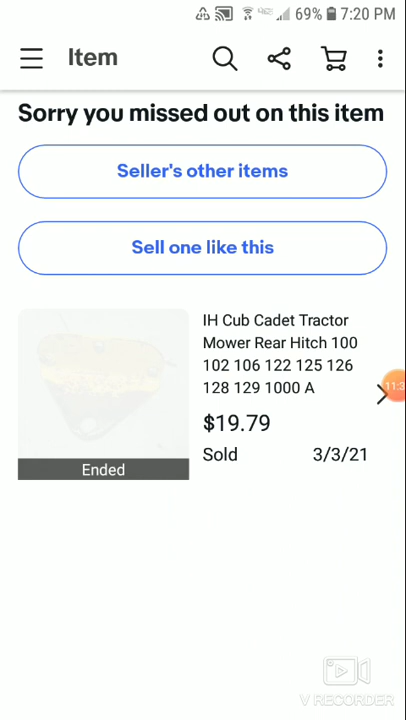 69% 7:20 PM
Item
Sorry you missed out on this item
Seller's other items
Sell one like this
IH Cub Cadet Tractor
Mower Rear Hitch 100
102 106 122 125 126
128 129 1000 A
$19.79
Sold 3/3/21
Ended
11:3
V RECORDER